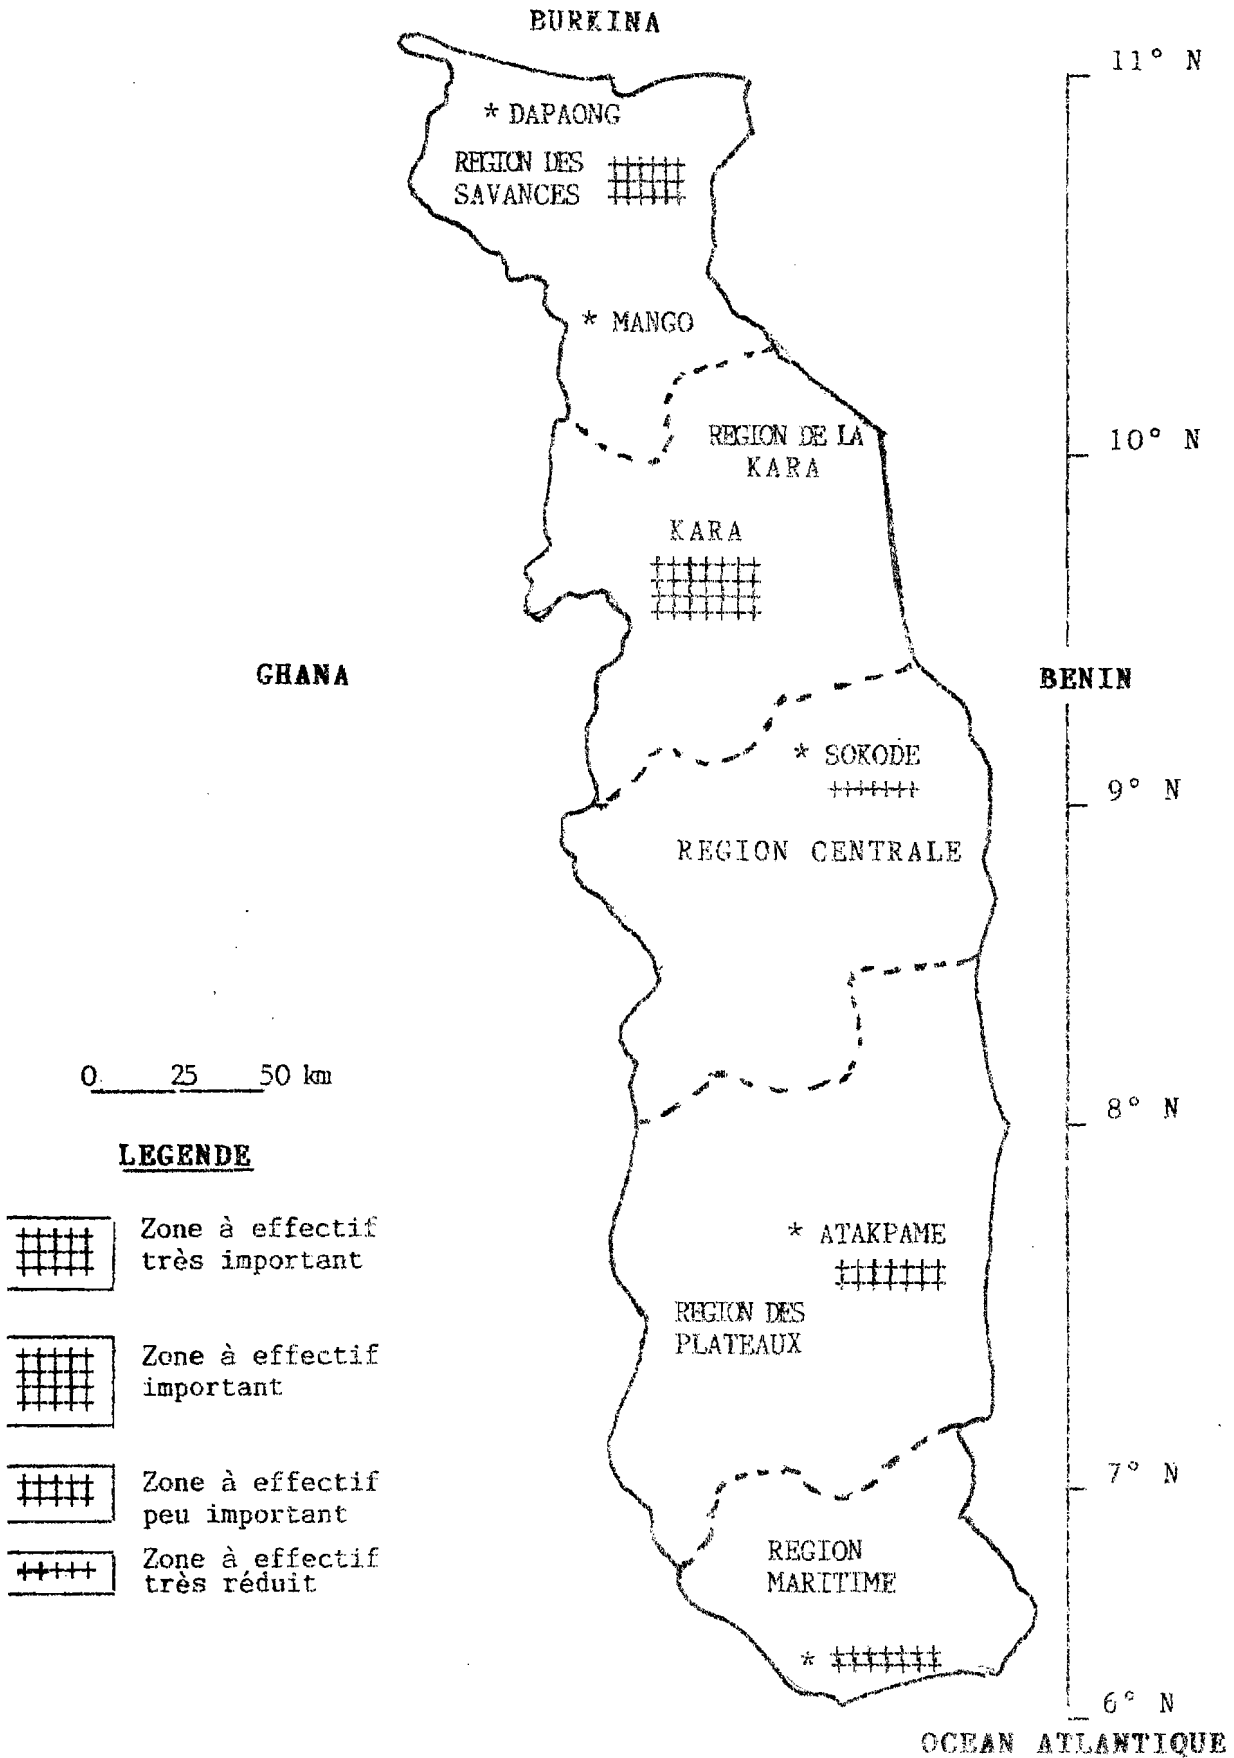 BURKINA
11° N
* DAPAONG
REGION DES
SAVANCES
* MANGO
REGION DE LA
KARA
10° N
KARA
GHANA
BENIN
* SOKODE
9° N
REGION CENTRALE
0 25 50 km
8° N
LEGENDE
Zone à effectif
très important
Zone à effectif
important
Zone à effectif
peu important
Zone à effectif
très réduit
* ATAKPAME
REGION DES
PLATEAUX
7° N
REGION
MARITIME
*
6° N
OCEAN ATLANTIQUE